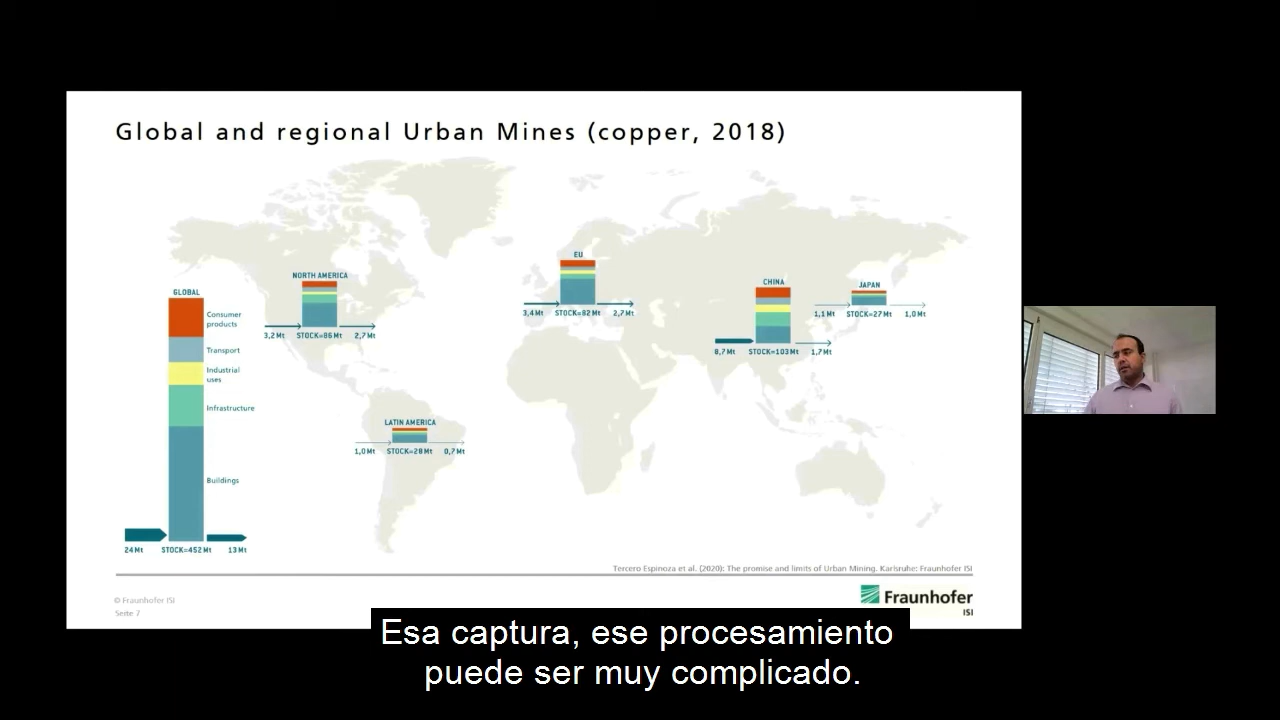 Global and regional Urban Mines (copper, 2018)
GLOBAL
Consumer
products
Transport
Industrial
uses
Infrastructure
Buildings
24 Mt STOCK=452 Mt 13 Mt
NORTH AMERICA
3,2 Mt STOCK=86 Mt 2,7 Mt
LATIN AMERICA
1,0 Mt STOCK=28 Mt 0,7 Mt
EU
3,4 Mt STOCK=82 Mt 2,7 Mt
CHINA
8,7 Mt STOCK=103 Mt 1,7 Mt
JAPAN
1,1 Mt STOCK=27 Mt 1,0 Mt
Tercero Espinoza et al. (2020): The promise and limits of Urban Mining. Karlsruhe: Fraunhofer ISI
© Fraunhofer ISI
Seite 7
Fraunhofer
ISI
Esa captura, ese procesamiento
puede ser muy complicado.